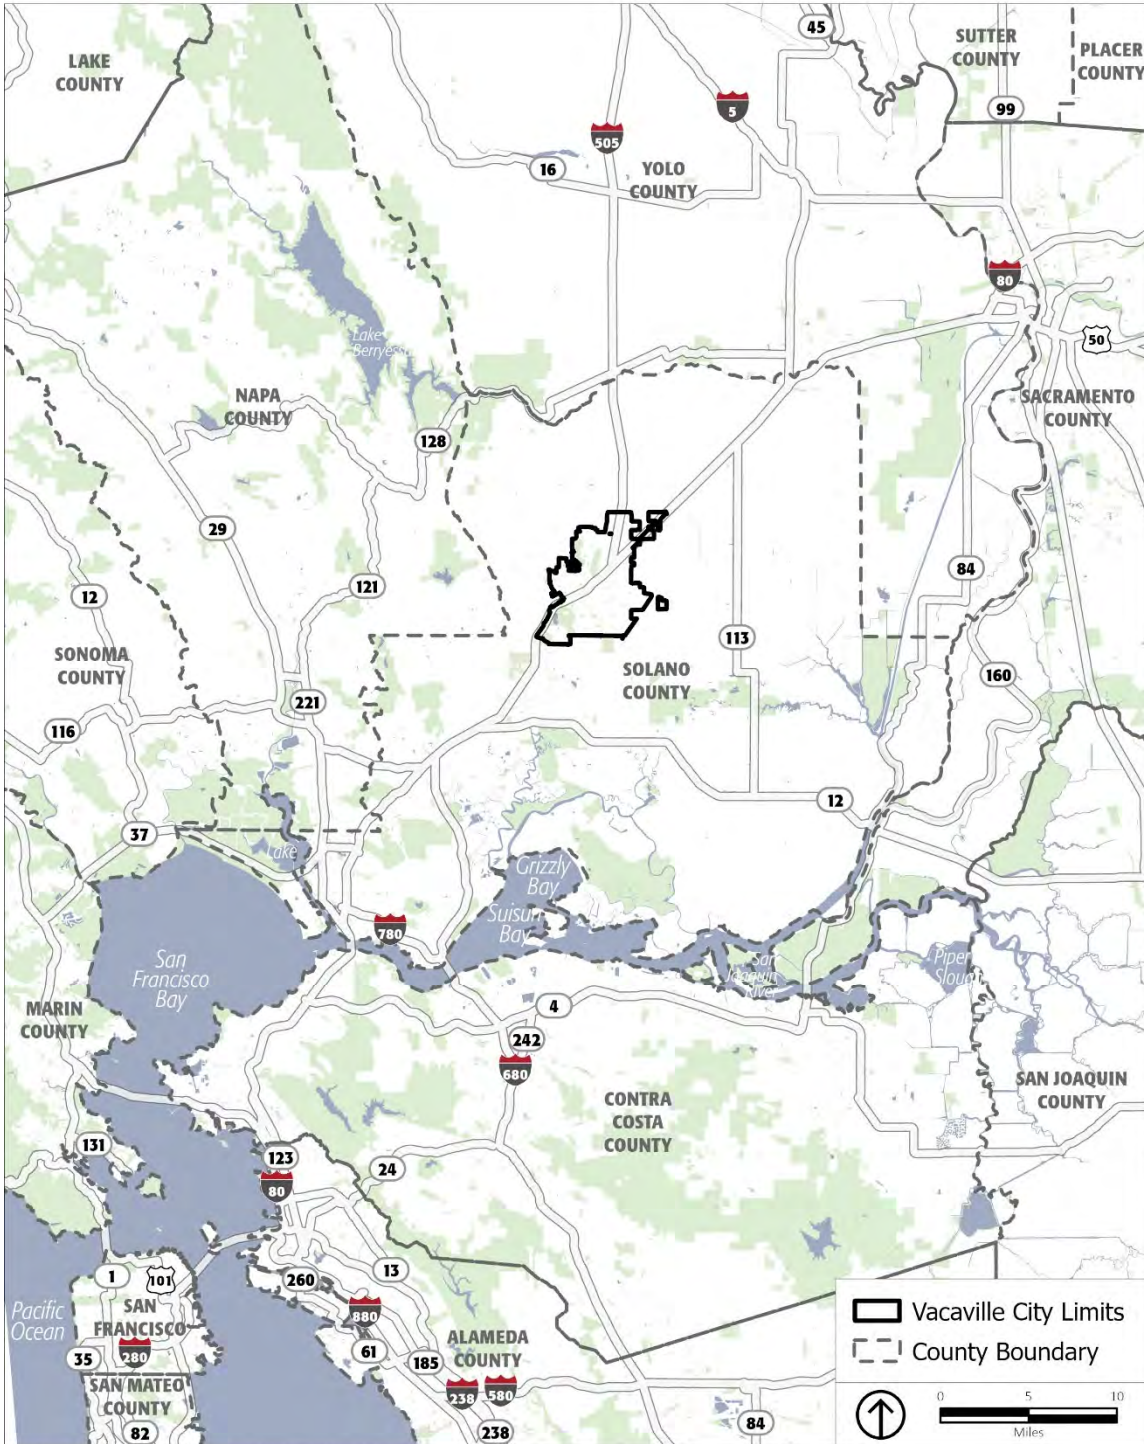 45
SUTTER
COUNTY
PLACER
COUNTY
LAKE
COUNTY
99
5
505
16
YOLO
COUNTY
80
50
Lake
Berryessa
NAPA
COUNTY
SACRAMENTO
COUNTY
128
29
84
121
12
113
SONOMA
COUNTY
SOLANO
COUNTY
160
221
116
12
37
Lake
Grizzly
Bay
Suisun
Bay
780
San
Francisco
Bay
San
Joaquin
River
Piper
Slough
MARIN
COUNTY
4
242
680
SAN JOAQUIN
COUNTY
CONTRA
COSTA
COUNTY
131
123
24
80
1
101
260
13
Pacific
Ocean
SAN
FRANCISCO
880
280
35
61
185
ALAMEDA
COUNTY
SAN MATEO
COUNTY
238
580
82
238
84
Vacaville City Limits
County Boundary
0 5 10
Miles